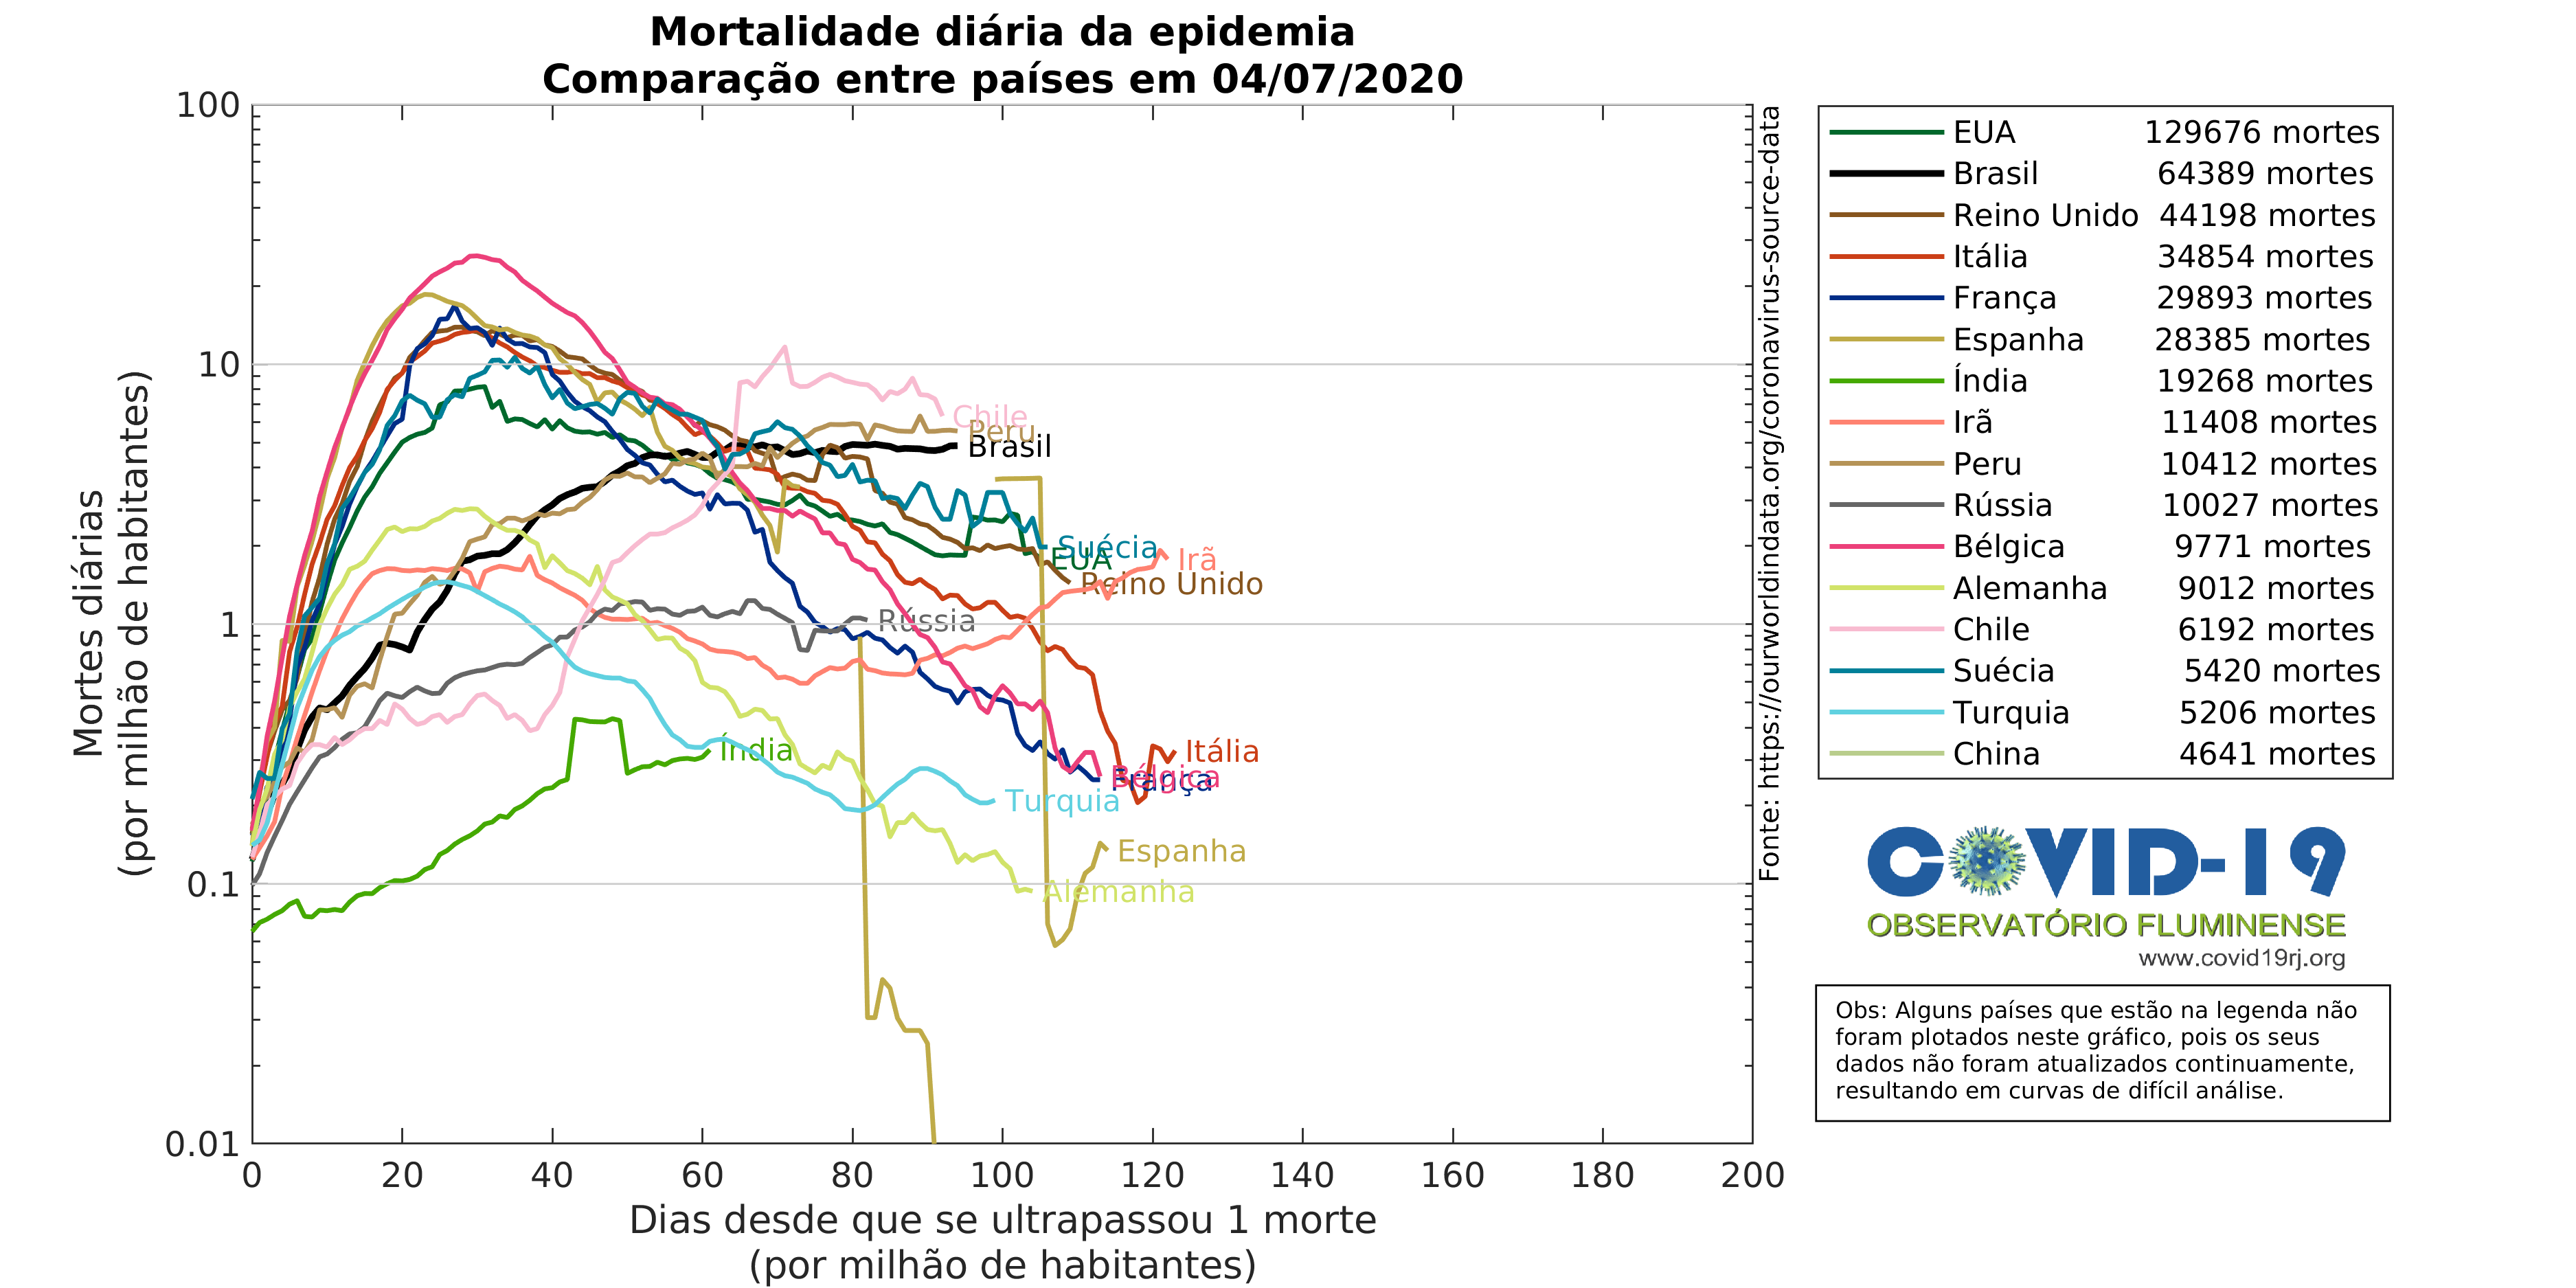 Mortalidade diária da epidemia
Comparação entre países em 04/07/2020
Mortes diárias
(por milhão de habitantes)
100
10
1
0.1
0.01
0 20 40 60 80 100 120 140 160 180 200
Dias desde que se ultrapassou 1 morte
(por milhão de habitantes)
Chile
Peru
Brasil
Suécia
EUA
Irã
Reino Unido
Rússia
Índia
Itália
Bélgica
França
Turquia
Espanha
Alemanha
Fonte: https://ourworldindata.org/coronavirus-source-data
EUA 129676 mortes
Brasil 64389 mortes
Reino Unido 44198 mortes
Itália 34854 mortes
França 29893 mortes
Espanha 28385 mortes
Índia 19268 mortes
Irã 11408 mortes
Peru 10412 mortes
Rússia 10027 mortes
Bélgica 9771 mortes
Alemanha 9012 mortes
Chile 6192 mortes
Suécia 5420 mortes
Turquia 5206 mortes
China 4641 mortes
COVID-19
OBSERVATÓRIO FLUMINENSE
www.covid19rj.org
Obs: Alguns países que estão na legenda não
foram plotados neste gráfico, pois os seus
dados não foram atualizados continuamente,
resultando em curvas de difícil análise.